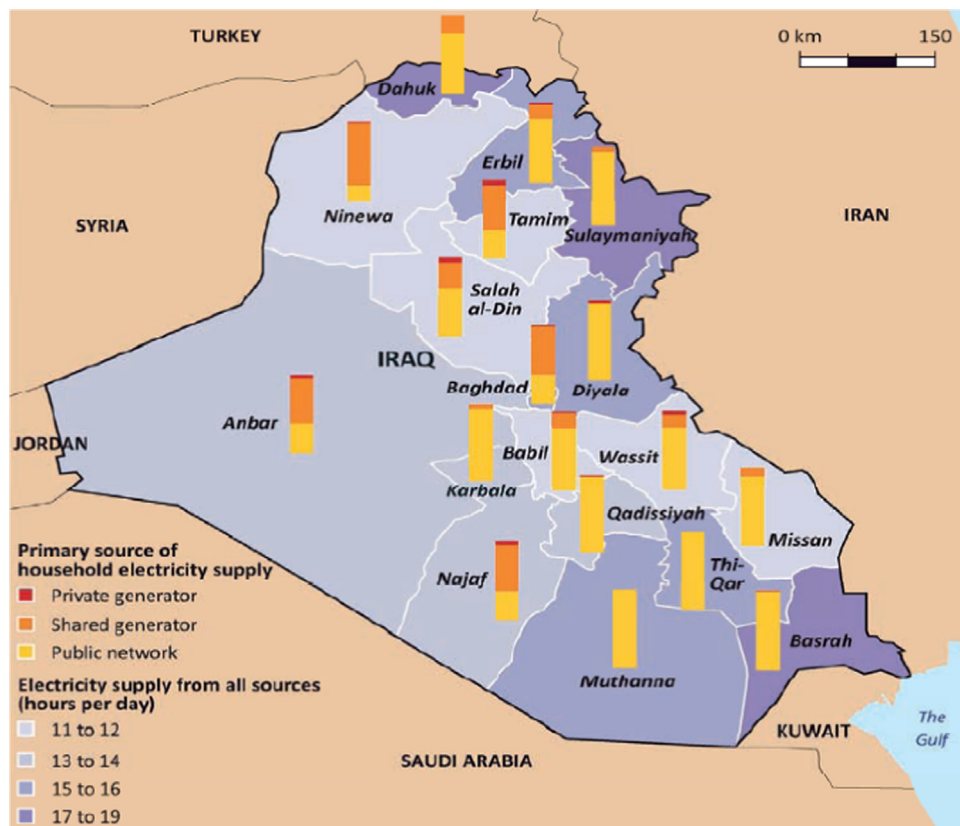 TURKEY
0 km 150
Dahuk
Erbil
Ninewa
Tamim
SYRIA
IRAN
Sulaymaniyah
Salah
al-Din
IRAQ
Baghdad
Diyala
Anbar
JORDAN
Babil
Wassit
Karbala
Qadissiyah
Missan
Primary source of
household electricity supply
Private generator
Shared generator
Public network
Najaf
Thi-
Qar
Basrah
Muthanna
Electricity supply from all sources
(hours per day)
11 to 12
13 to 14
15 to 16
17 to 19
KUWAIT
The
Gulf
SAUDI ARABIA